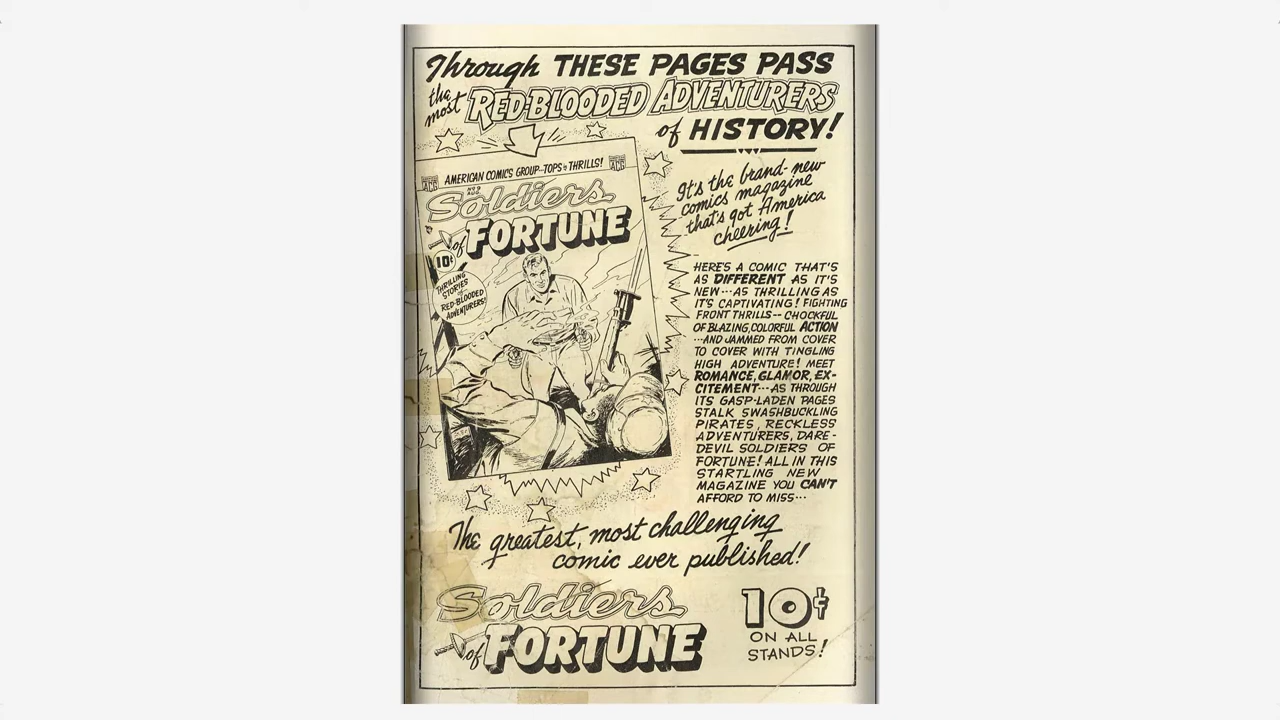 Through THESE PAGES PASS
the most RED-BLOODED ADVENTURERS
of HISTORY!
AMERICAN COMICS GROUP--TOPS in THRILLS!
ACG
ACG
Soldiers
of FORTUNE
10¢
THRILLING
STORIES
of
RED-BLOODED
ADVENTURERS!
It's the brand-new
comics magazine
that's got America
cheering!
HERE'S A COMIC THAT'S
AS DIFFERENT AS IT'S
NEW---AS THRILLING AS
IT'S CAPTIVATING! FIGHTING
FRONT THRILLS-- CHOCKFUL
OF BLAZING, COLORFUL ACTION
---AND JAMMED FROM COVER
TO COVER WITH TINGLING
HIGH ADVENTURE! MEET
ROMANCE, GLAMOR, EX-
CITEMENT---AS THROUGH
ITS GASP-LADEN PAGES
STALK SWASHBUCKLING
PIRATES, RECKLESS
ADVENTURERS, DARE-
DEVIL SOLDIERS OF
FORTUNE! ALL IN THIS
STARTLING NEW
MAGAZINE YOU CAN'T
AFFORD TO MISS---
The greatest, most challenging
comic ever published!
Soldiers
of FORTUNE
10¢
ON ALL
STANDS!